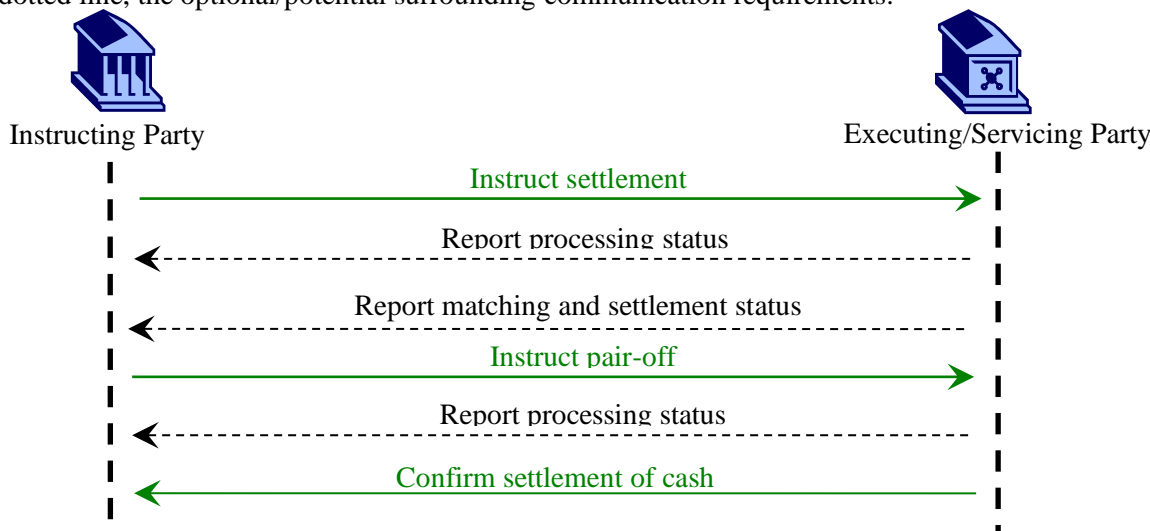 dotted line, the optional/potential surrounding communication requirements.
Instructing Party
Executing/Servicing Party
Instruct settlement
Report processing status
Report matching and settlement status
Instruct pair-off
Report processing status
Confirm settlement of cash